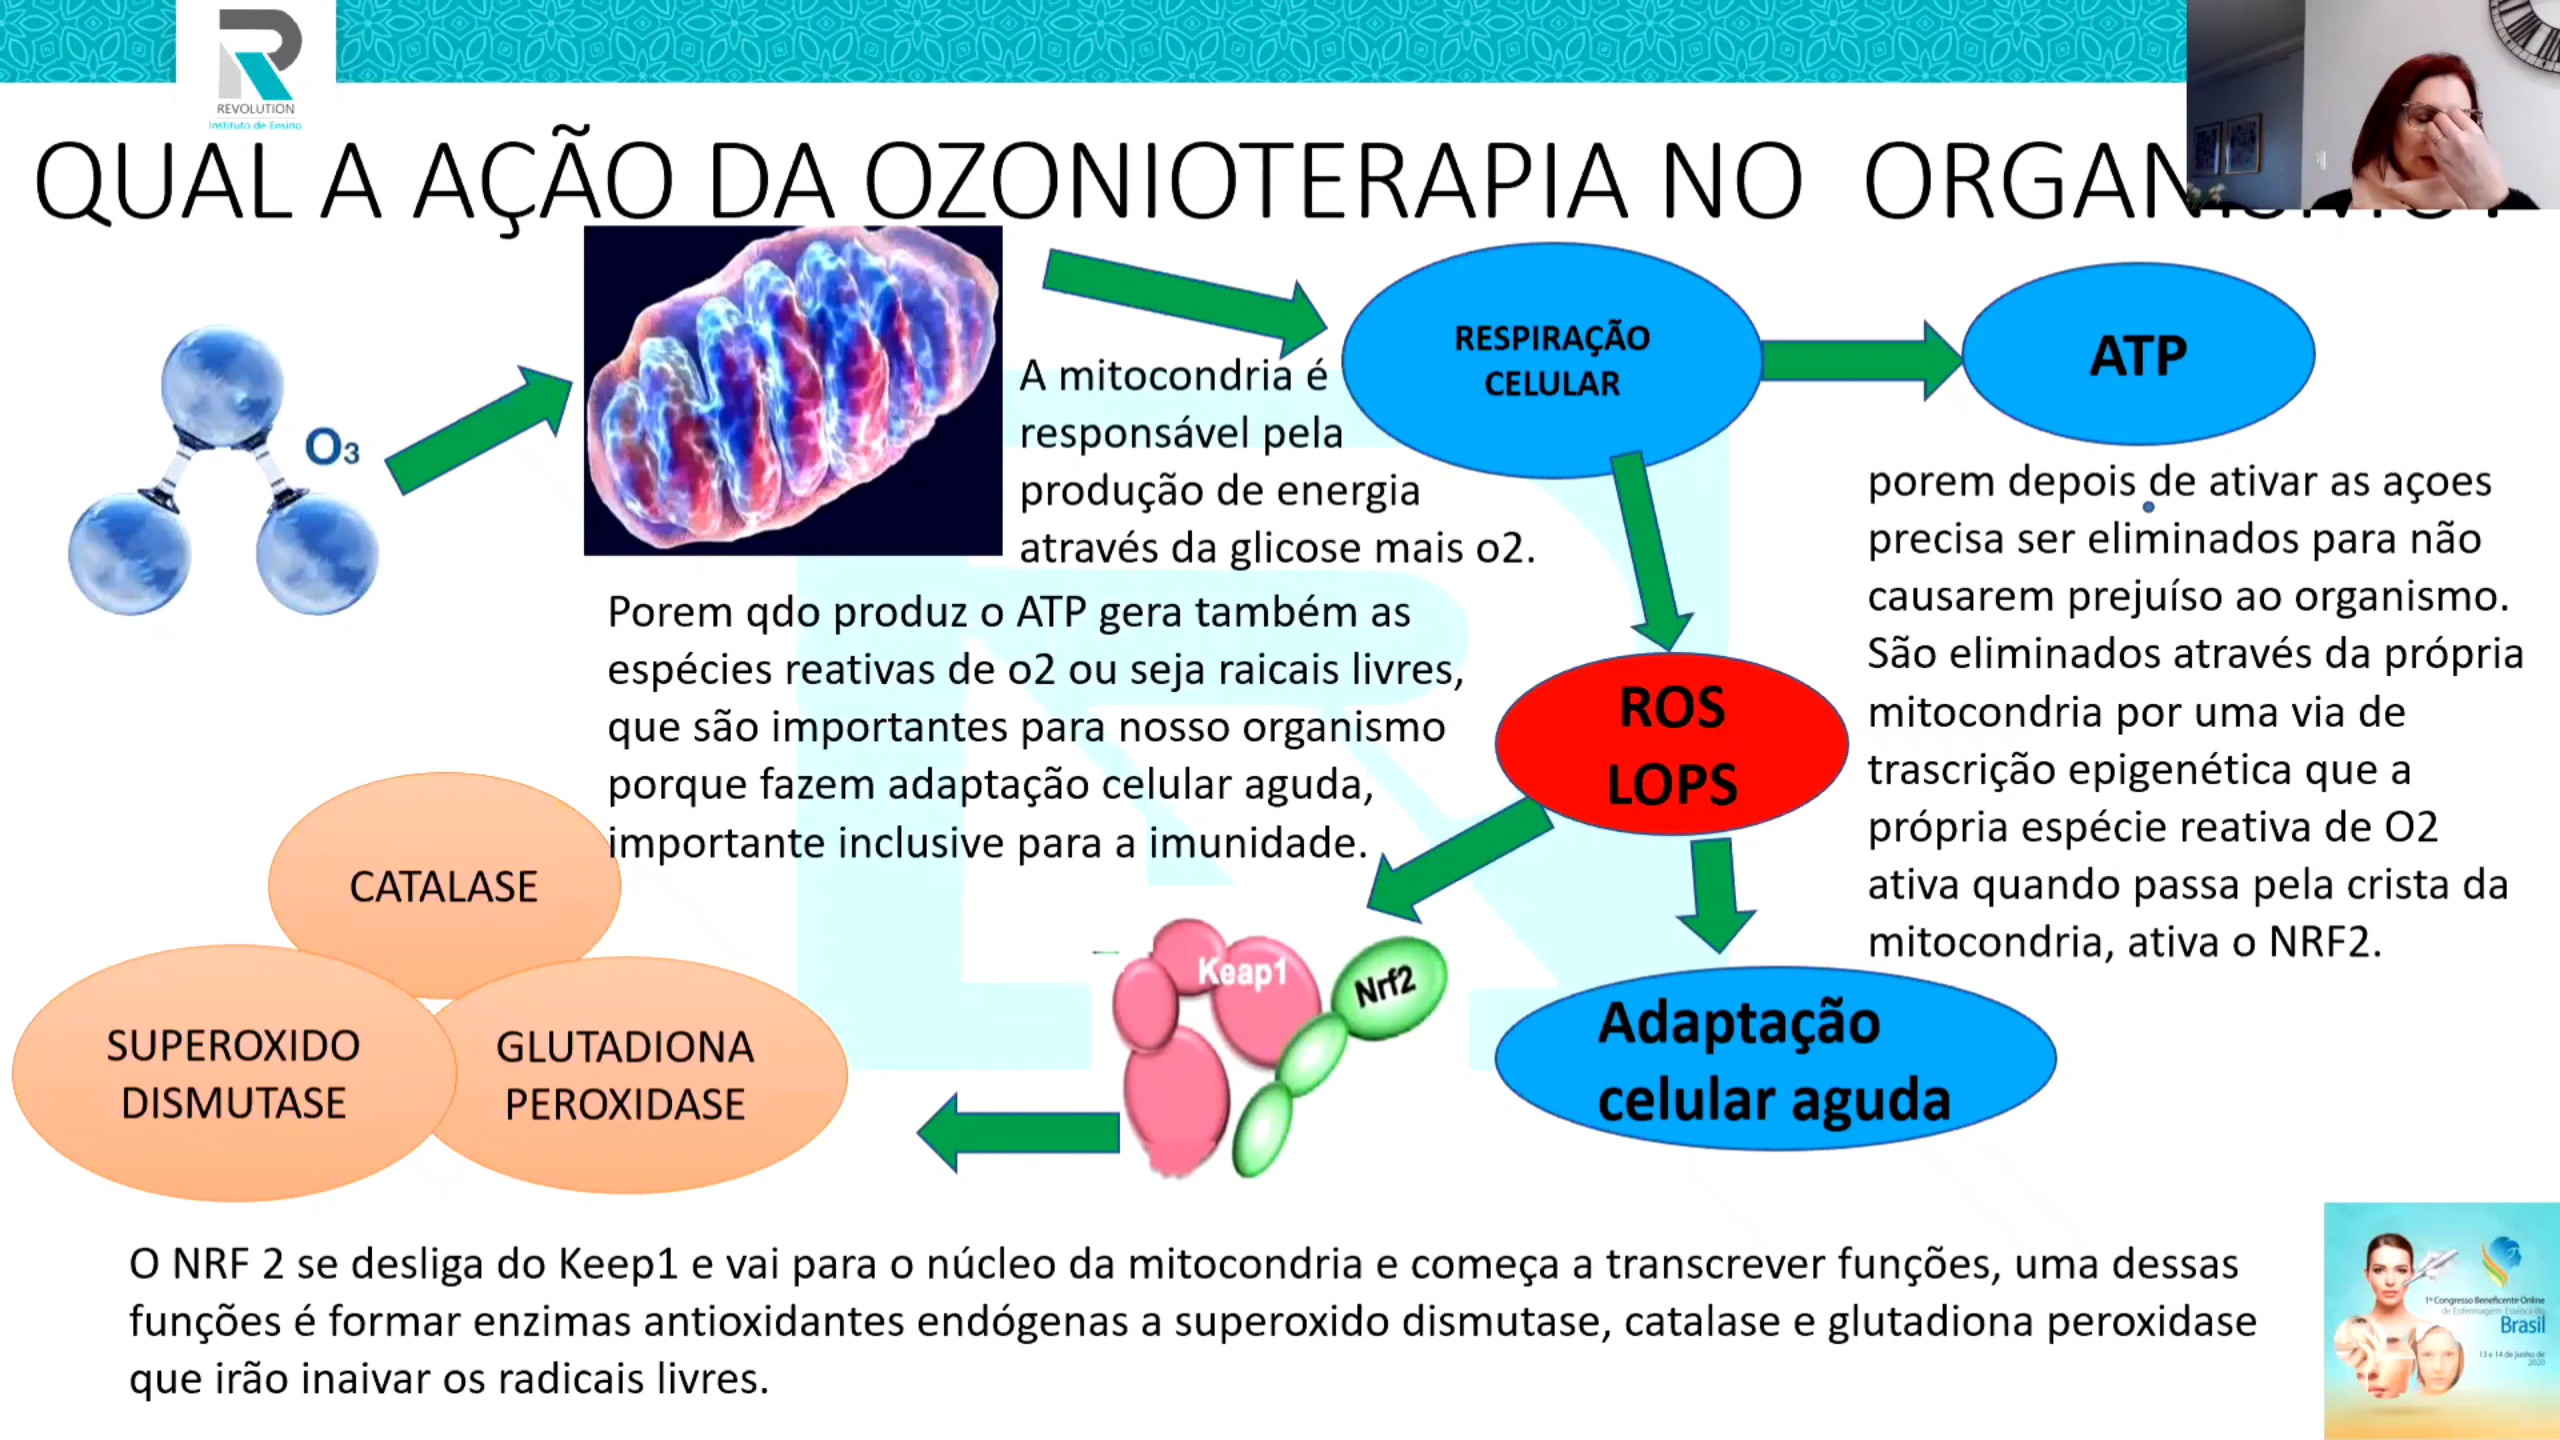 REVOLUTION
Instituto de Ensino
QUAL A AÇÃO DA OZONIOTERAPIA NO ORGANISMO?
O3
A mitocondria é
responsável pela
produção de energia
através da glicose mais o2.
RESPIRAÇÃO
CELULAR
ATP
Porem qdo produz o ATP gera também as
espécies reativas de o2 ou seja raicais livres,
que são importantes para nosso organismo
porque fazem adaptação celular aguda,
importante inclusive para a imunidade.
ROS
LOPS
porem depois de ativar as açoes
precisa ser eliminados para não
causarem prejuíso ao organismo.
São eliminados através da própria
mitocondria por uma via de
trascrição epigenética que a
própria espécie reativa de O2
ativa quando passa pela crista da
mitocondria, ativa o NRF2.
CATALASE
SUPEROXIDO
DISMUTASE
GLUTADIONA
PEROXIDASE
Keap1
Nrf2
Adaptação
celular aguda
O NRF 2 se desliga do Keep1 e vai para o núcleo da mitocondria e começa a transcrever funções, uma dessas
funções é formar enzimas antioxidantes endógenas a superoxido dismutase, catalase e glutadiona peroxidase
que irão inaivar os radicais livres.
1º Congresso Beneficente Online
de Enfermagem Estética do
Brasil
13 e 14 de junho de
2020